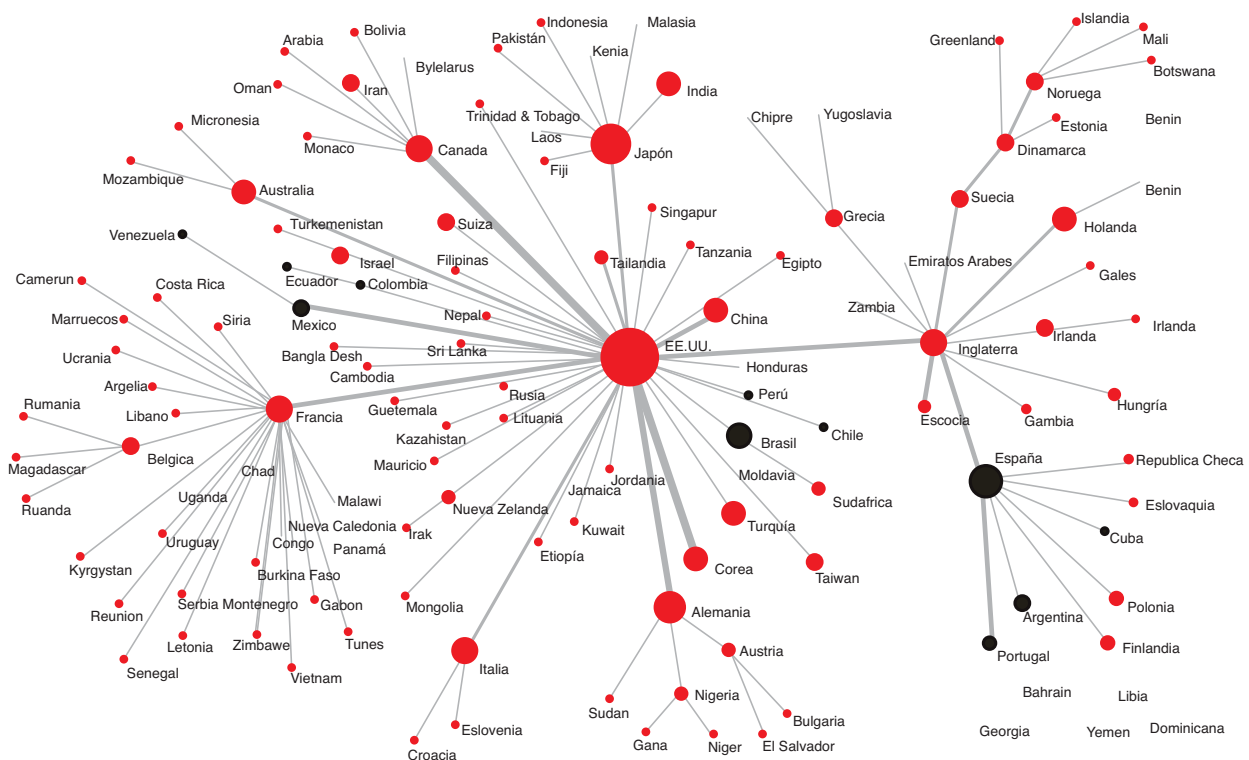 Indonesia
Malasia
Islandia
Bolivia
Arabia
Pakistán
Kenia
Greenland
Mali
Bylelarus
Botswana
Oman
Iran
India
Noruega
Trinidad & Tobago
Chipre
Yugoslavia
Micronesia
Estonia
Benin
Laos
Monaco
Canada
Japón
Dinamarca
Fiji
Mozambique
Australia
Suecia
Benin
Singapur
Turkemenistan
Suiza
Grecia
Holanda
Venezuela
Tanzania
Israel
Filipinas
Tailandia
Egipto
Emiratos Arabes
Gales
Ecuador
Colombia
Camerun
Costa Rica
Zambia
Mexico
Nepal
China
Marruecos
Siria
Irlanda
Irlanda
EE.UU.
Inglaterra
Bangla Desh
Sri Lanka
Ucrania
Cambodia
Honduras
Argelia
Rusía
Perú
Rumania
Libano
Francia
Guetemala
Lituania
Hungría
Escocia
Gambia
Kazahistan
Chile
Brasil
Belgica
España
Magadascar
Mauricio
Republica Checa
Chad
Moldavia
Jordania
Uganda
Malawi
Jamaica
Ruanda
Nueva Zelanda
Sudafrica
Eslovaquia
Nueva Caledonia
Irak
Kuwait
Turquía
Uruguay
Congo
Panamá
Cuba
Etiopía
Kyrgystan
Burkina Faso
Corea
Taiwan
Serbia Montenegro
Gabon
Mongolia
Reunion
Alemania
Argentina
Polonia
Letonia
Zimbawe
Tunes
Austria
Portugal
Finlandia
Senegal
Vietnam
Italia
Nigeria
Bahrain
Libia
Sudan
Bulgaria
Eslovenia
Georgia
Yemen
Dominicana
Gana
Niger
El Salvador
Croacia